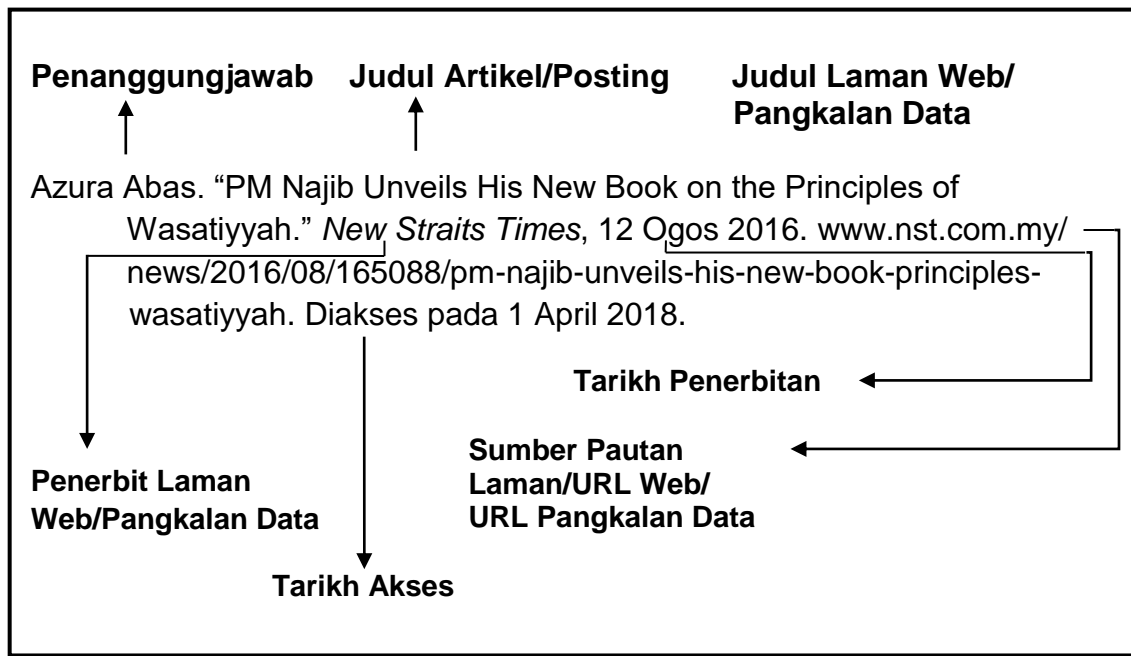 Penanggungjawab Judul Artikel/Posting Judul Laman Web/
Pangkalan Data
Azura Abas. “PM Najib Unveils His New Book on the Principles of
Wasatiyyah.” New Straits Times, 12 Ogos 2016. www.nst.com.my/
news/2016/08/165088/pm-najib-unveils-his-new-book-principles-
wasatiyyah. Diakses pada 1 April 2018.
Tarikh Penerbitan
Sumber Pautan
Laman/URL Web/
URL Pangkalan Data
Penerbit Laman
Web/Pangkalan Data
Tarikh Akses